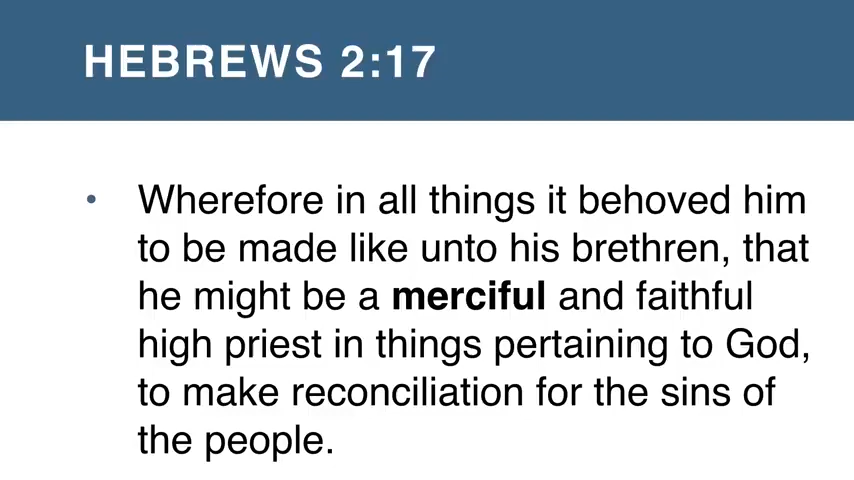 HEBREWS 2:17
• Wherefore in all things it behoved him
to be made like unto his brethren, that
he might be a merciful and faithful
high priest in things pertaining to God,
to make reconciliation for the sins of
the people.